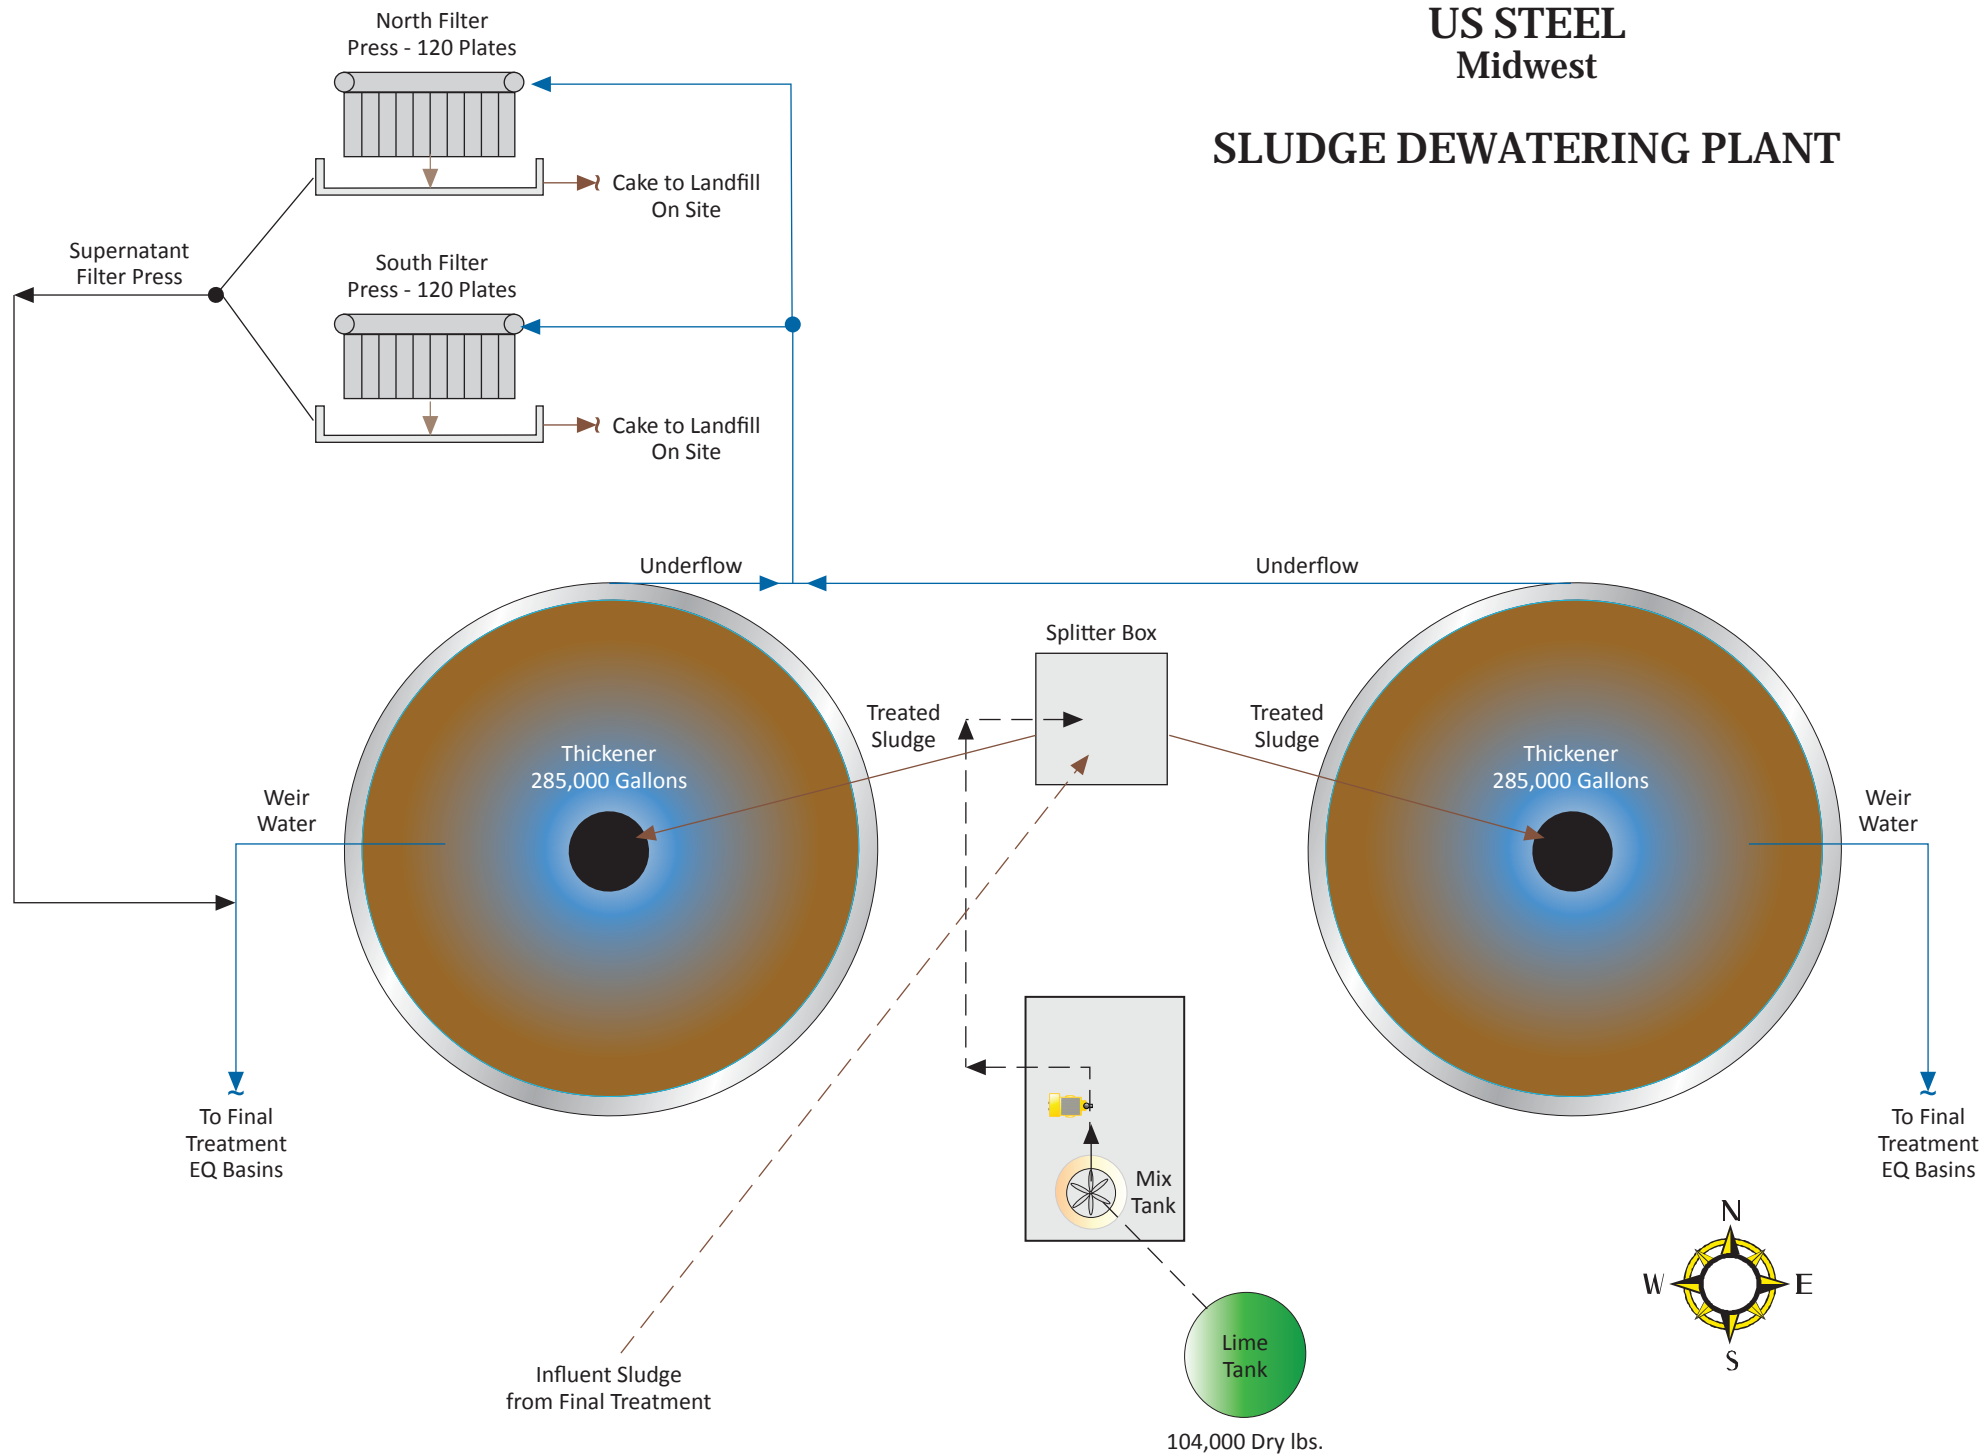 US STEEL
Midwest
SLUDGE DEWATERING PLANT
North Filter
Press - 120 Plates
Cake to Landfill
On Site
Supernatant
Filter Press
South Filter
Press - 120 Plates
Cake to Landfill
On Site
Underflow
Underflow
Splitter Box
Treated
Sludge
Treated
Sludge
Thickener
285,000 Gallons
Thickener
285,000 Gallons
Weir
Water
Weir
Water
To Final
Treatment
EQ Basins
To Final
Treatment
EQ Basins
Mix
Tank
Lime
Tank
104,000 Dry lbs.
Influent Sludge
from Final Treatment
N
W
E
S